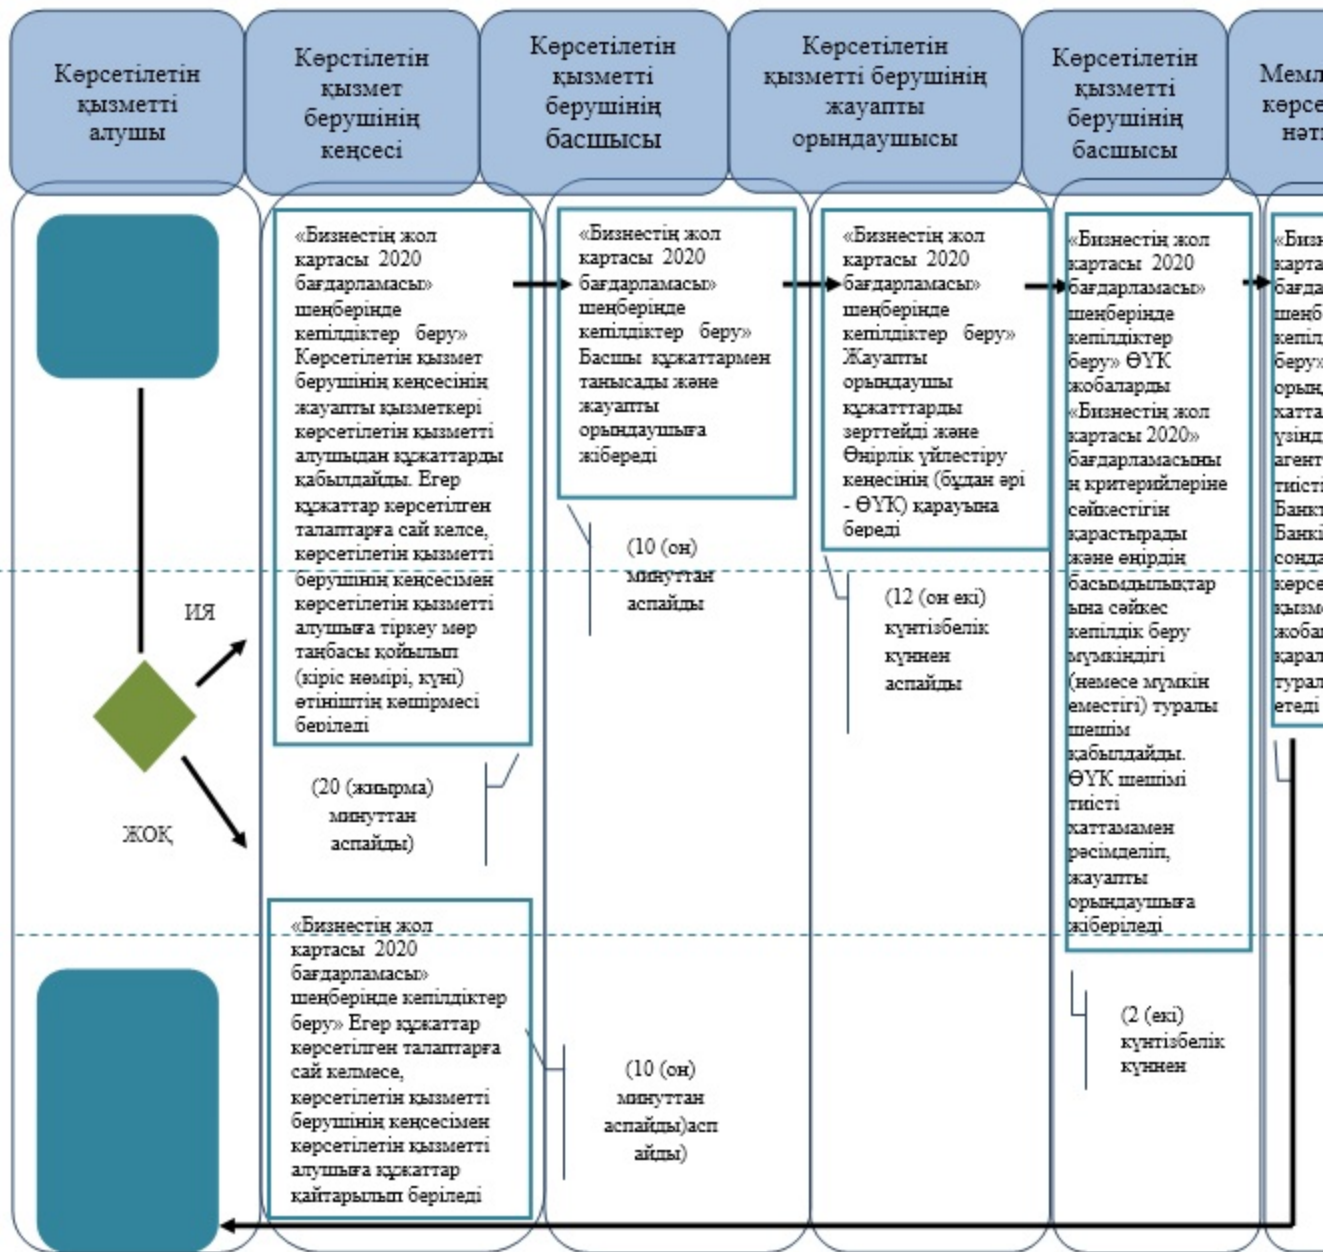 Көрсетілетін
қызметті
алушы
Көрстілетін
қызмет
берушінің
кеңсесі
Көрсетілетін
қызметті
берушінің
басшысы
Көрсетілетін
қызметті берушінің
жауапты
орындаушысы
Көрсетілетін
қызметті
берушінің
басшысы
«Бизнестің жол
картасы 2020
бағдарламасы»
шеңберінде
кепілдіктер беру»
Көрсетілетін қызмет
берушінің кеңсесінің
жауапты қызметкері
көрсетілетін қызметті
алушыдан құжаттарды
қабылдайды. Егер
құжаттар көрсетілген
талаптарға сай келсе,
көрсетілетін қызметті
берушінің кеңсесімен
көрсетілетін қызметті
алушыға тіркеу мөр
таңбасы қойылып
(кіріс нөмірі, күні)
өтініштің көшірмесі
беріледі
(20 (жиырма)
минуттан
аспайды)
«Бизнестің жол
картасы 2020
бағдарламасы»
шеңберінде
кепілдіктер беру»
Басшы құжаттармен
танысады және
жауапты
орындаушыға
жібереді
(10 (он)
минуттан
аспайды
«Бизнестің жол
картасы 2020
бағдарламасы»
шеңберінде
кепілдіктер беру»
Жауапты
орындаушы
құжатттарды
зерттейді және
Өңірлік үйлестіру
кеңесінің (бұдан әрі
- ӨҮК) қарауына
береді
(12 (он екі)
күнтізбелік
күннен
аспайды
«Бизнестің жол
картасы 2020
бағдарламасы»
шеңберінде
кепілдіктер
беру» ӨҮК
жобаларды
«Бизнестің жол
картасы 2020»
бағдарламасыны
ң критерийлеріне
сәйкестігін
қарастырады
және өңірдің
басымдылықтар
ына сәйкес
кепілдік беру
мүмкіндігі
(немесе мүмкін
еместігі) туралы
шешім
қабылдайды.
ӨҮК шешімі
тиісті
хаттамамен
рәсімделіп,
жауапты
орындаушыға
жіберіледі
(2 (екі)
күнтізбелік
күннен
ИЯ
ЖОҚ
«Бизнестің жол
картасы 2020
бағдарламасы»
шеңберінде кепілдіктер
беру» Егер құжаттар
көрсетілген талаптарға
сай келмесе,
көрсетілетін қызметті
берушінің кеңсесімен
көрсетілетін қызметті
алушыға құжаттар
қайтарылып беріледі
(10 (он)
минуттан
аспайды)асп
айды)
етеді